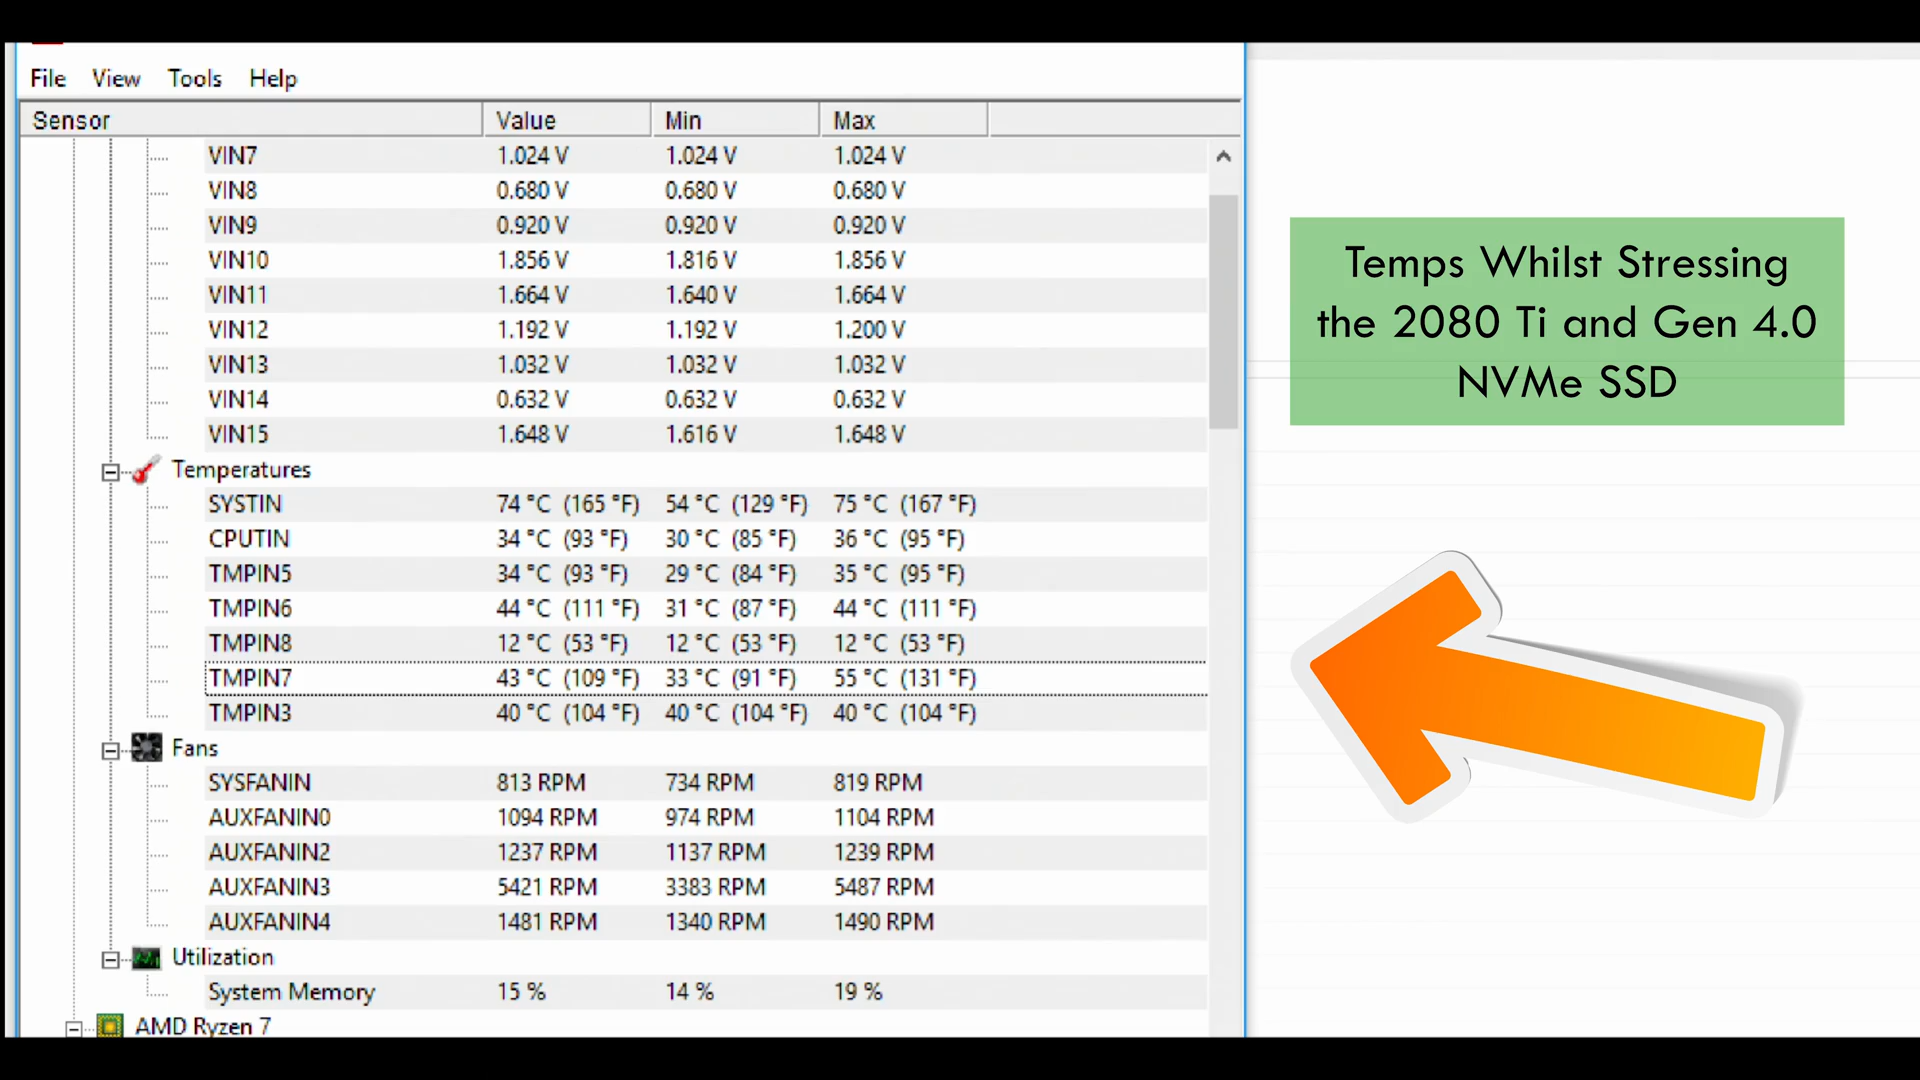 File View Tools Help
Sensor Value Min Max
VIN7 1.024 V 1.024 V 1.024 V
VIN8 0.680 V 0.680 V 0.680 V
VIN9 0.920 V 0.920 V 0.920 V
VIN10 1.856 V 1.816 V 1.856 V
VIN11 1.664 V 1.640 V 1.664 V
VIN12 1.192 V 1.192 V 1.200 V
VIN13 1.032 V 1.032 V 1.032 V
VIN14 0.632 V 0.632 V 0.632 V
VIN15 1.648 V 1.616 V 1.648 V
Temperatures
SYSTIN 74 °C (165 °F) 54 °C (129 °F) 75 °C (167 °F)
CPUTIN 34 °C (93 °F) 30 °C (85 °F) 36 °C (95 °F)
TMPIN5 34 °C (93 °F) 29 °C (84 °F) 35 °C (95 °F)
TMPIN6 44 °C (111 °F) 31 °C (87 °F) 44 °C (111 °F)
TMPIN8 12 °C (53 °F) 12 °C (53 °F) 12 °C (53 °F)
TMPIN7 43 °C (109 °F) 33 °C (91 °F) 55 °C (131 °F)
TMPIN3 40 °C (104 °F) 40 °C (104 °F) 40 °C (104 °F)
Fans
SYSFANIN 813 RPM 734 RPM 819 RPM
AUXFANIN0 1094 RPM 974 RPM 1104 RPM
AUXFANIN2 1237 RPM 1137 RPM 1239 RPM
AUXFANIN3 5421 RPM 3383 RPM 5487 RPM
AUXFANIN4 1481 RPM 1340 RPM 1490 RPM
Utilization
System Memory 15 % 14 % 19 %
AMD Ryzen 7
Temps Whilst Stressing
the 2080 Ti and Gen 4.0
NVMe SSD